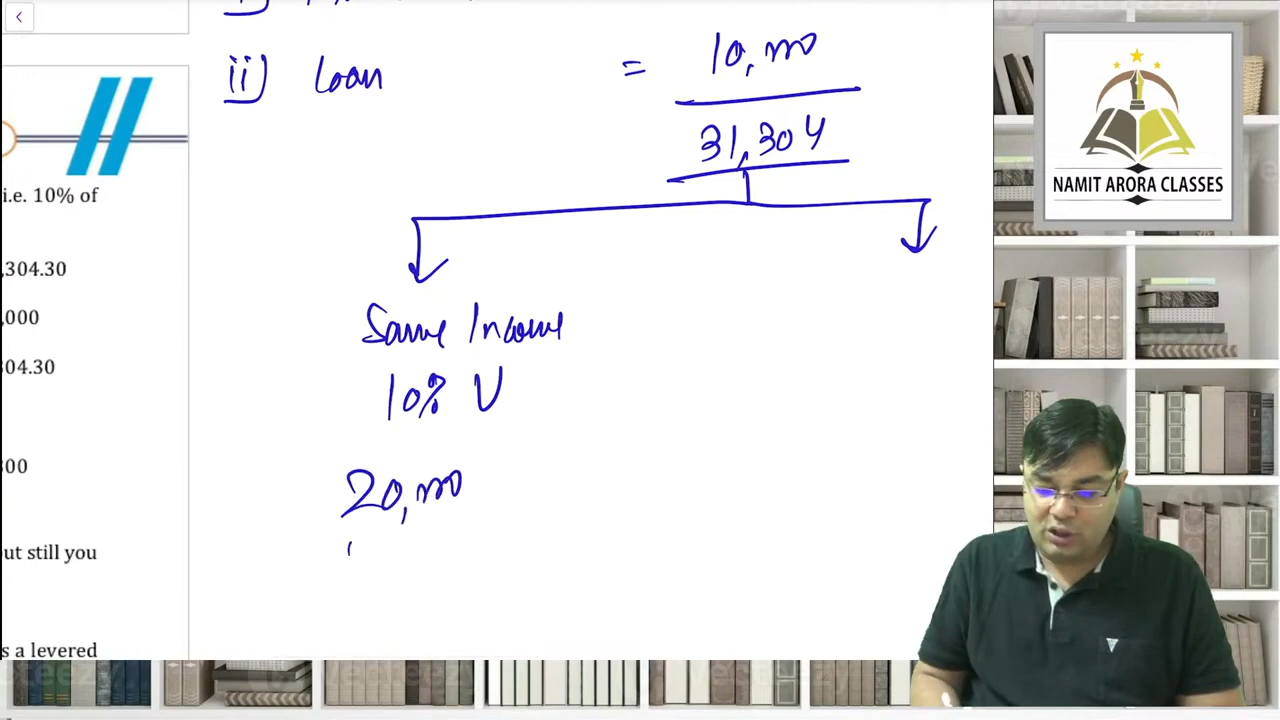 ii) Loan = 10,000
31,304
Same Income
10% U
20,000
i.e. 10% of
,304.30
,000
04.30
00
ut still you
s a levered
NAMIT ARORA CLASSES